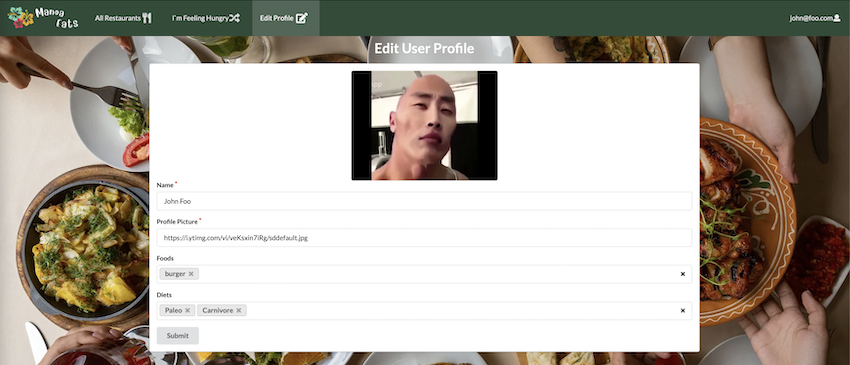 Manoa Eats
All Restaurants
I'm Feeling Hungry
Edit Profile
john@foo.com
Edit User Profile
Name *
John Foo
Profile Picture *
https://i.ytimg.com/vi/veKsxin7iRg/sddefault.jpg
Foods
burger
Diets
Paleo Carnivore
Submit